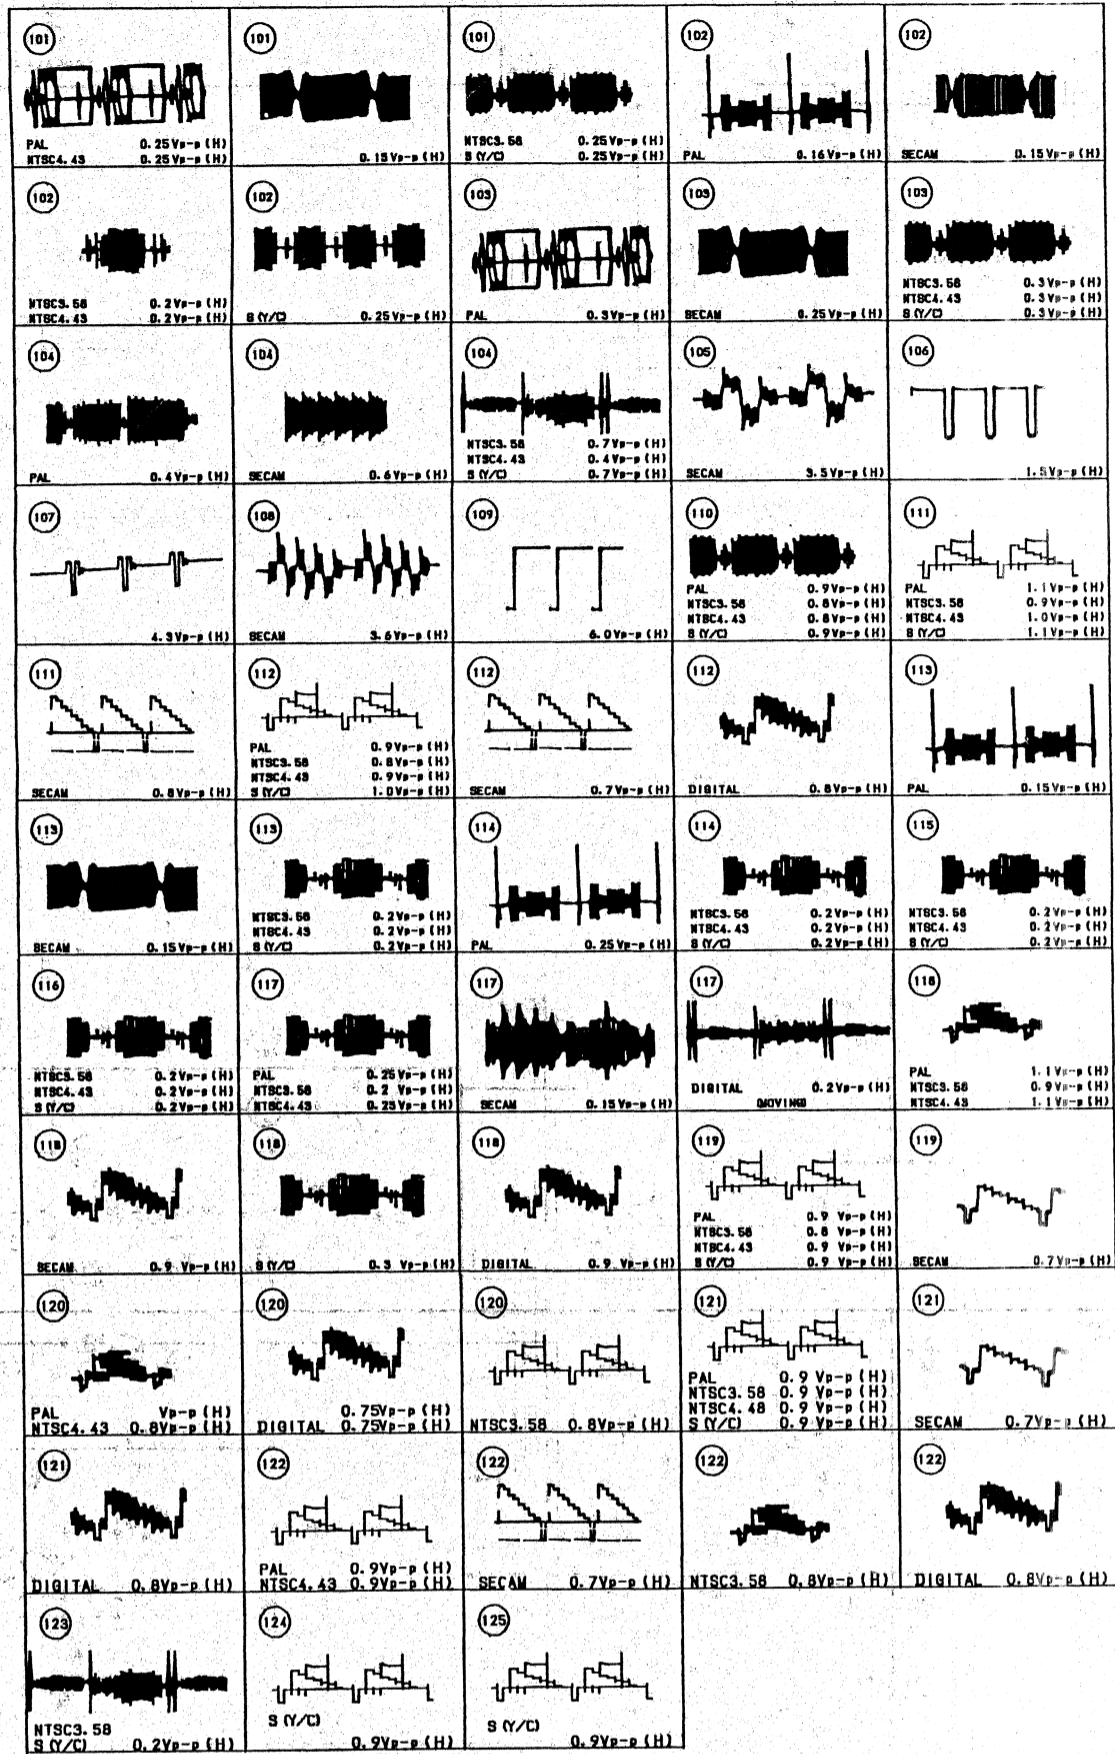 101
PAL 0.25Vp-p (H)
NTSC4.43 0.25Vp-p (H)
101
0.15Vp-p (H)
101
NTSC3.58 0.25Vp-p (H)
S (Y/C) 0.25Vp-p (H)
102
PAL 0.16Vp-p (H)
102
SECAM 0.15Vp-p (H)
102
NTSC3.58 0.2Vp-p (H)
NTSC4.43 0.2Vp-p (H)
102
S (Y/C) 0.25Vp-p (H)
103
PAL 0.3Vp-p (H)
103
SECAM 0.25Vp-p (H)
103
NTSC3.58 0.3Vp-p (H)
NTSC4.43 0.3Vp-p (H)
S (Y/C) 0.3Vp-p (H)
104
PAL 0.4Vp-p (H)
104
SECAM 0.6Vp-p (H)
104
NTSC3.58 0.7Vp-p (H)
NTSC4.43 0.4Vp-p (H)
S (Y/C) 0.7Vp-p (H)
105
SECAM 3.5Vp-p (H)
106
1.5Vp-p (H)
107
4.3Vp-p (H)
108
SECAM 3.6Vp-p (H)
109
6.0Vp-p (H)
110
PAL 0.9Vp-p (H)
NTSC3.58 0.8Vp-p (H)
NTSC4.43 0.8Vp-p (H)
S (Y/C) 0.9Vp-p (H)
111
PAL 1.1Vp-p (H)
NTSC3.58 0.9Vp-p (H)
NTSC4.43 1.0Vp-p (H)
S (Y/C) 1.1Vp-p (H)
111
SECAM 0.8Vp-p (H)
112
PAL 0.9Vp-p (H)
NTSC3.58 0.8Vp-p (H)
NTSC4.43 0.9Vp-p (H)
S (Y/C) 1.0Vp-p (H)
112
SECAM 0.7Vp-p (H)
112
DIGITAL 0.8Vp-p (H)
113
PAL 0.15Vp-p (H)
113
SECAM 0.15Vp-p (H)
113
NTSC3.58 0.2Vp-p (H)
NTSC4.43 0.2Vp-p (H)
S (Y/C) 0.2Vp-p (H)
114
PAL 0.25Vp-p (H)
114
NTSC3.58 0.2Vp-p (H)
NTSC4.43 0.2Vp-p (H)
S (Y/C) 0.2Vp-p (H)
115
NTSC3.58 0.2Vp-p (H)
NTSC4.43 0.2Vp-p (H)
S (Y/C) 0.2Vp-p (H)
116
NTSC3.58 0.2Vp-p (H)
NTSC4.43 0.2Vp-p (H)
S (Y/C) 0.2Vp-p (H)
117
PAL 0.25Vp-p (H)
NTSC3.58 0.2 Vp-p (H)
NTSC4.43 0.25Vp-p (H)
117
SECAM 0.15Vp-p (H)
117
DIGITAL 0.2Vp-p (H)
(MOVING)
118
PAL 1.1Vp-p (H)
NTSC3.58 0.9Vp-p (H)
NTSC4.43 1.1Vp-p (H)
118
SECAM 0.9 Vp-p (H)
118
S (Y/C) 0.3 Vp-p (H)
118
DIGITAL 0.9 Vp-p (H)
119
PAL 0.9 Vp-p (H)
NTSC3.58 0.8 Vp-p (H)
NTSC4.43 0.9 Vp-p (H)
S (Y/C) 0.9 Vp-p (H)
119
SECAM 0.7Vp-p (H)
120
PAL Vp-p (H)
NTSC4.43 0.8Vp-p (H)
120
0.75Vp-p (H)
DIGITAL 0.75Vp-p (H)
120
NTSC3.58 0.8Vp-p (H)
121
PAL 0.9 Vp-p (H)
NTSC3.58 0.9 Vp-p (H)
NTSC4.48 0.9 Vp-p (H)
S (Y/C) 0.9 Vp-p (H)
121
SECAM 0.7Vp-p (H)
121
DIGITAL 0.8Vp-p (H)
122
PAL 0.9Vp-p (H)
NTSC4.43 0.9Vp-p (H)
122
SECAM 0.7Vp-p (H)
122
NTSC3.58 0.8Vp-p (H)
122
DIGITAL 0.8Vp-p (H)
123
NTSC3.58
S (Y/C) 0.2Vp-p (H)
124
S (Y/C)
0.9Vp-p (H)
125
S (Y/C)
0.9Vp-p (H)